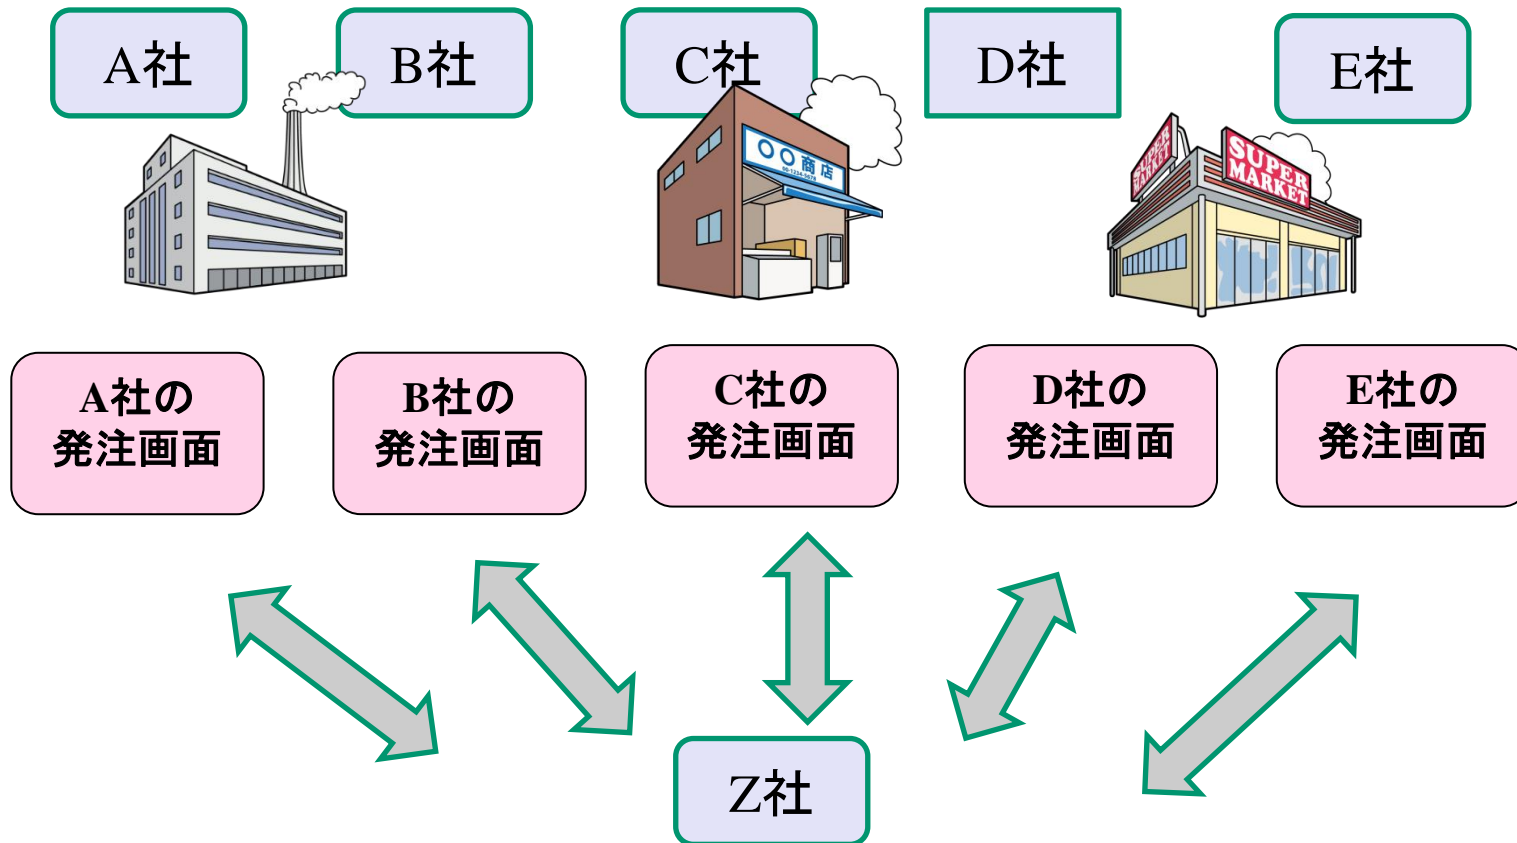 A社
B社
C社
D社
E社
〇〇商店
SUPER
MARKET
SUPER
MARKET
A社の
発注画面
B社の
発注画面
C社の
発注画面
D社の
発注画面
E社の
発注画面
Z社